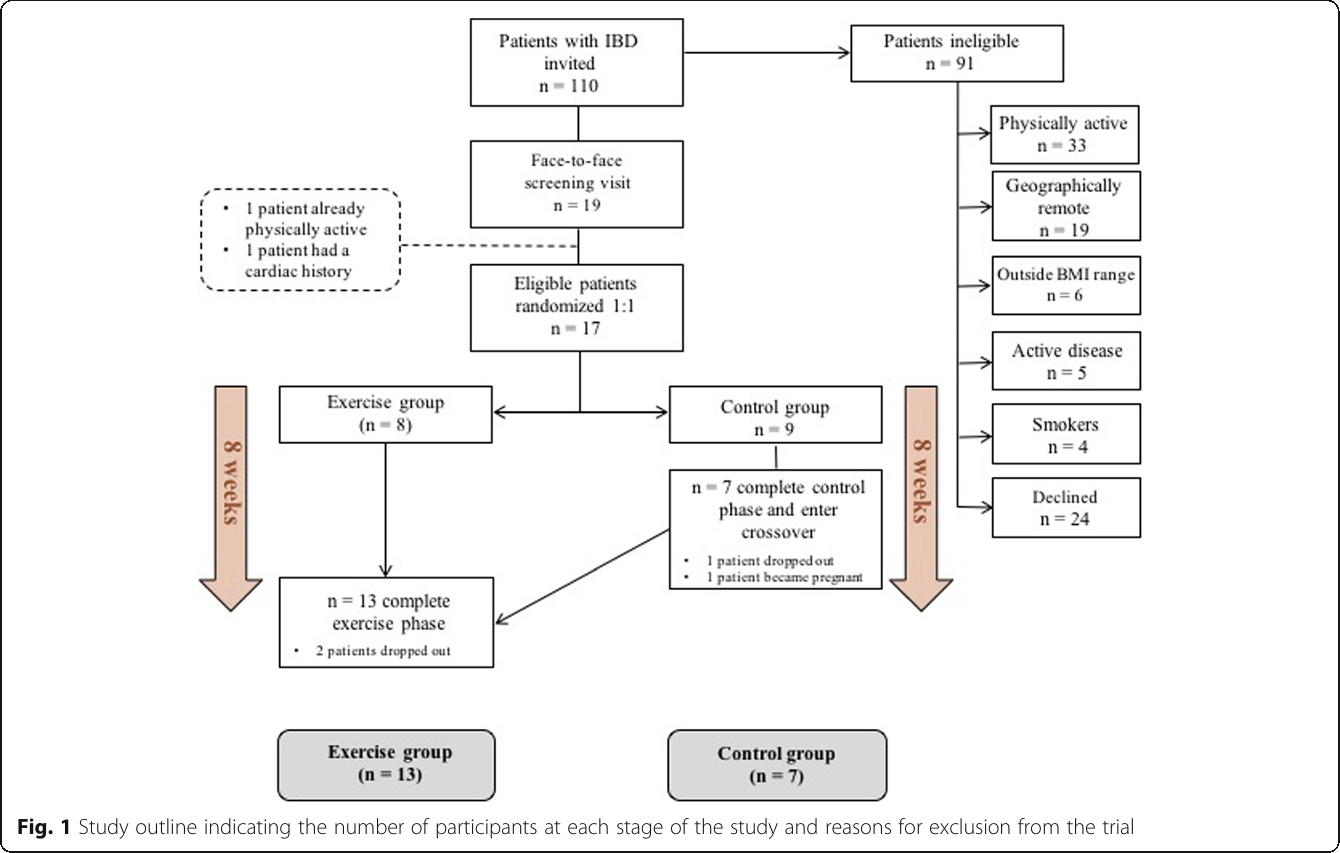 Patients with IBD
invited
n = 110
Patients ineligible
n = 91
Physically active
n = 33
Geographically
remote
n = 19
Outside BMI range
n = 6
Active disease
n = 5
Smokers
n = 4
Declined
n = 24
Face-to-face
screening visit
n = 19
• 1 patient already
physically active
• 1 patient had a
cardiac history
Eligible patients
randomized 1:1
n = 17
8 weeks
Exercise group
(n = 8)
Control group
n = 9
8 weeks
n = 7 complete control
phase and enter
crossover
• 1 patient dropped out
• 1 patient became pregnant
n = 13 complete
exercise phase
• 2 patients dropped out
Exercise group
(n = 13)
Control group
(n = 7)
Fig. 1 Study outline indicating the number of participants at each stage of the study and reasons for exclusion from the trial